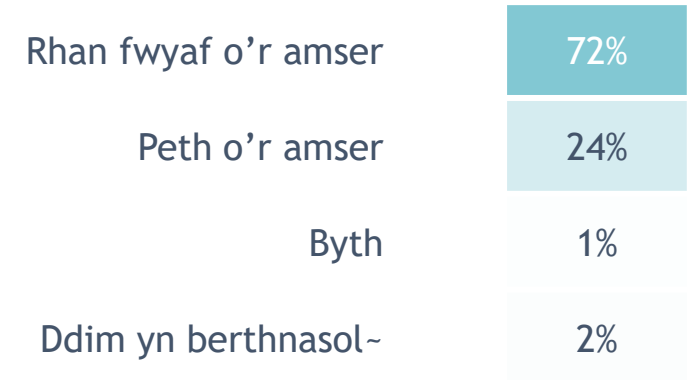 Rhan fwyaf o’r amser 72%
Peth o’r amser 24%
Byth 1%
Ddim yn berthnasol~ 2%